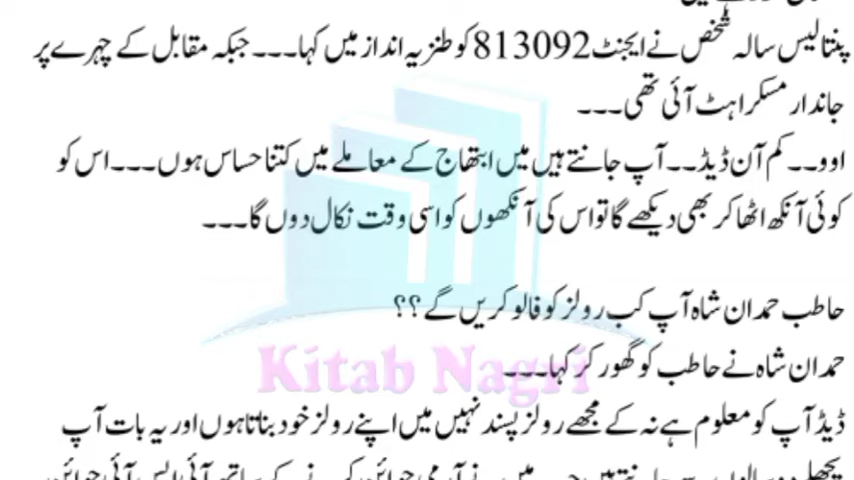 پنتالیس سالہ شخص نے ایجنٹ 813092 کو طنزیہ انداز میں کہا۔۔۔ جبکہ مقابل کے چہرے پر
جاندار مسکراہٹ آئی تھی۔۔۔
اوو۔۔ کم آن ڈیڈ۔۔ آپ جانتے ہیں میں ابتھاج کے معاملے میں کتنا حساس ہوں۔۔۔ اس کو
کوئی آنکھ اٹھا کر بھی دیکھے گا تو اس کی آنکھوں کو اسی وقت نکال دوں گا۔۔۔
حاطب حمدان شاہ آپ کب رولز کو فالو کریں گے؟؟
Kitab Nagri
حمدان شاہ نے حاطب کو گھور کر کہا۔۔۔۔
ڈیڈ آپ کو معلوم ہے نہ کے مجھے رولز پسند نہیں میں اپنے رولز خود بناتا ہوں اور یہ بات آپ